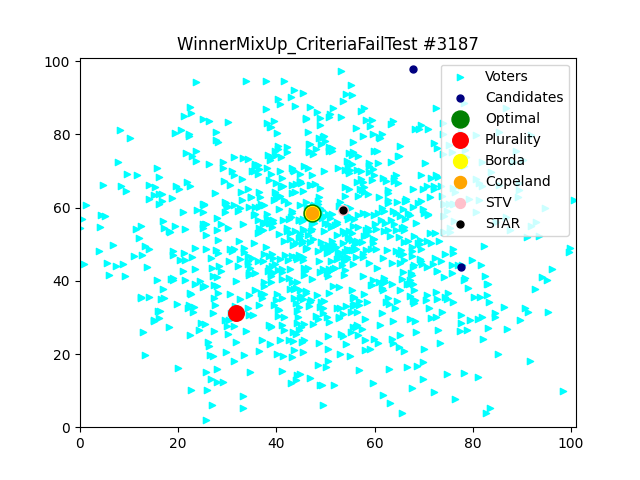 WinnerMixUp_CriteriaFailTest #3187
100
80
60
40
20
0
0 20 40 60 80 100
Voters
Candidates
Optimal
Plurality
Borda
Copeland
STV
STAR